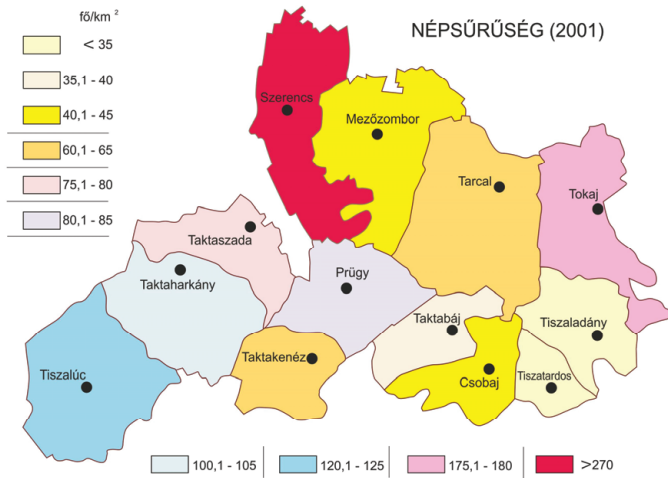 fő/km²
NÉPSŰRŰSÉG (2001)
< 35
35,1 - 40
40,1 - 45
60,1 - 65
75,1 - 80
80,1 - 85
Szerencs
Mezőzombor
Tarcal
Tokaj
Taktaszada
Taktaharkány
Prügy
Taktabáj
Tiszaladány
Tiszalúc
Taktakenéz
Csobaj
Tiszatardos
100,1 - 105
120,1 - 125
175,1 - 180
>270